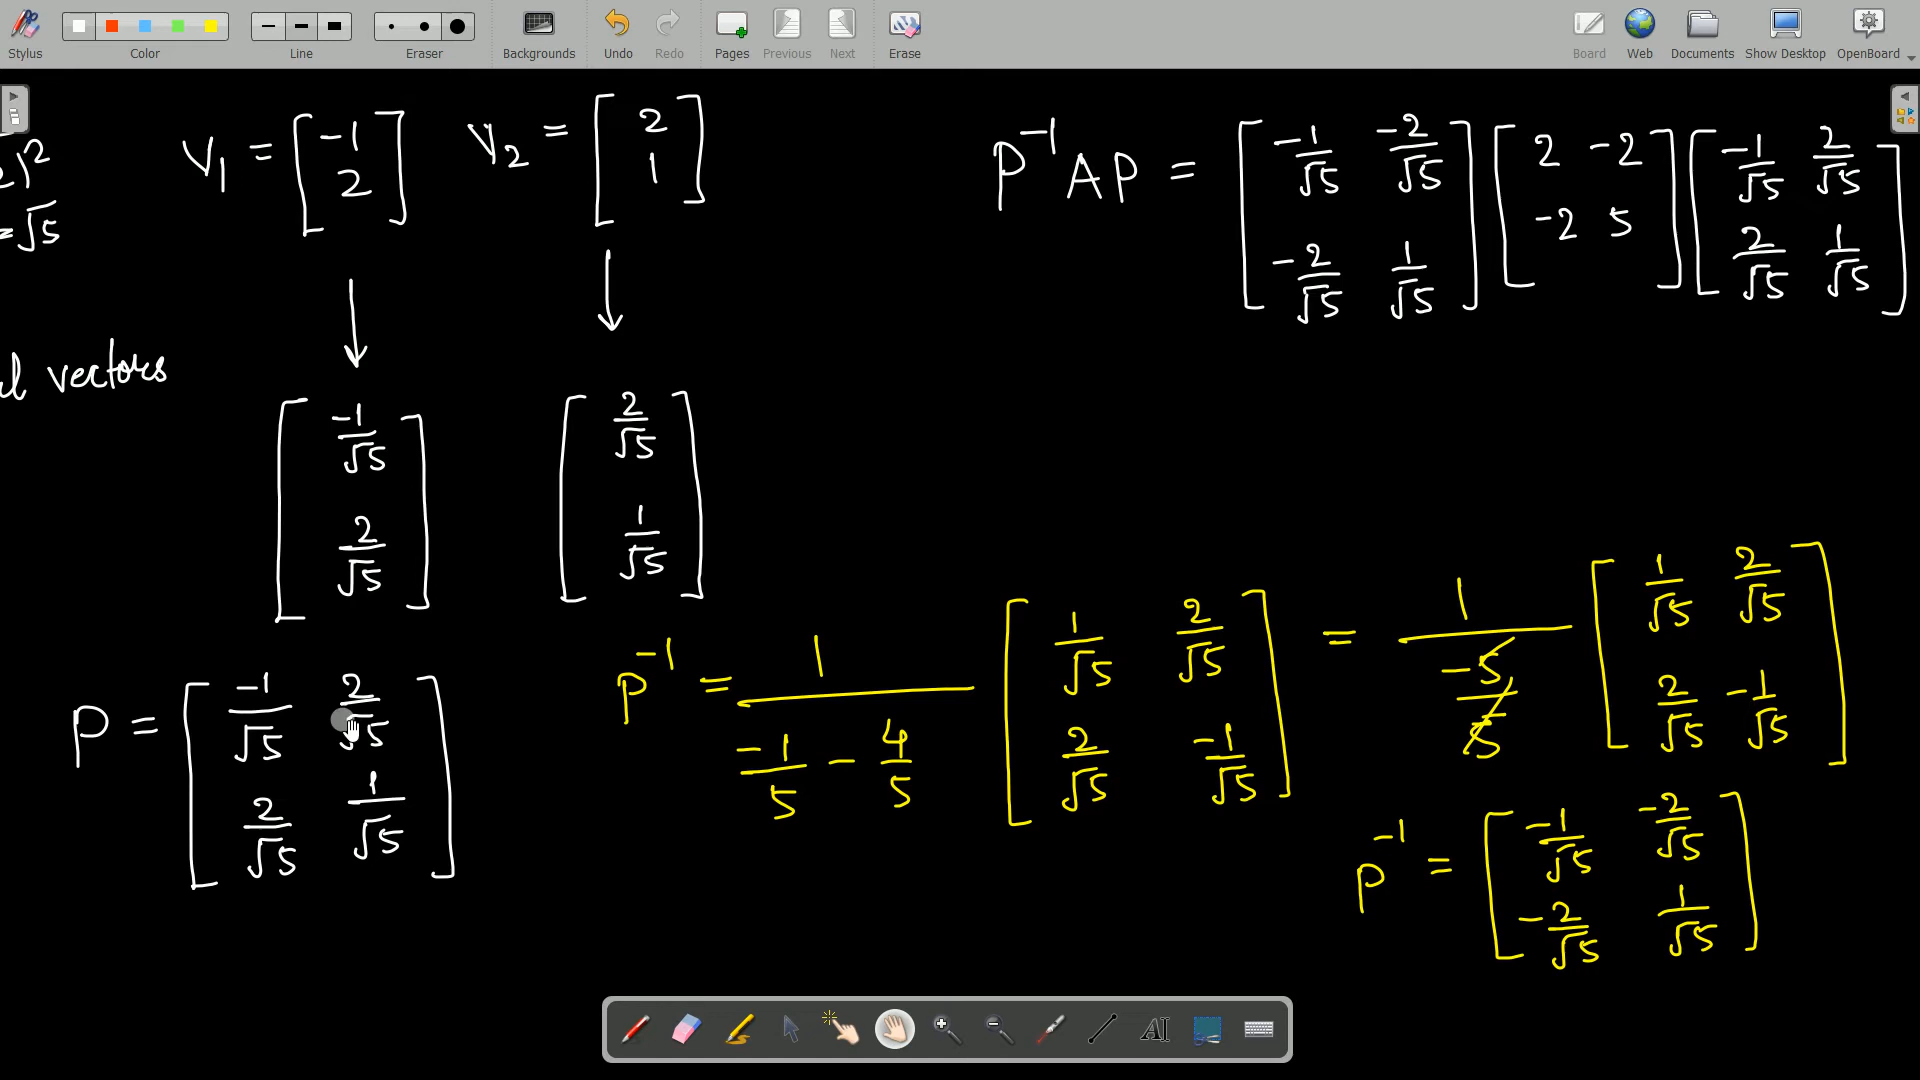 Stylus Color Line Eraser Backgrounds Undo Redo Pages Previous Next Erase Board Web Documents Show Desktop OpenBoard
)² 
=√5
V₁ = [-1; 2] V₂ = [2; 1]
P⁻¹AP = [-1/√5 -2/√5; -2/√5 1/√5] [2 -2; -2 5] [-1/√5 2/√5; 2/√5 1/√5]
vectors
[-1/√5; 2/√5] [2/√5; 1/√5]
P = [-1/√5 2/√5; 2/√5 1/√5]
P⁻¹ = 1/(-1/5 - 4/5) [1/√5 2/√5; 2/√5 -1/√5] = 1/(-5/5) [1/√5 2/√5; 2/√5 -1/√5]
P⁻¹ = [-1/√5 -2/√5; -2/√5 1/√5]
AI